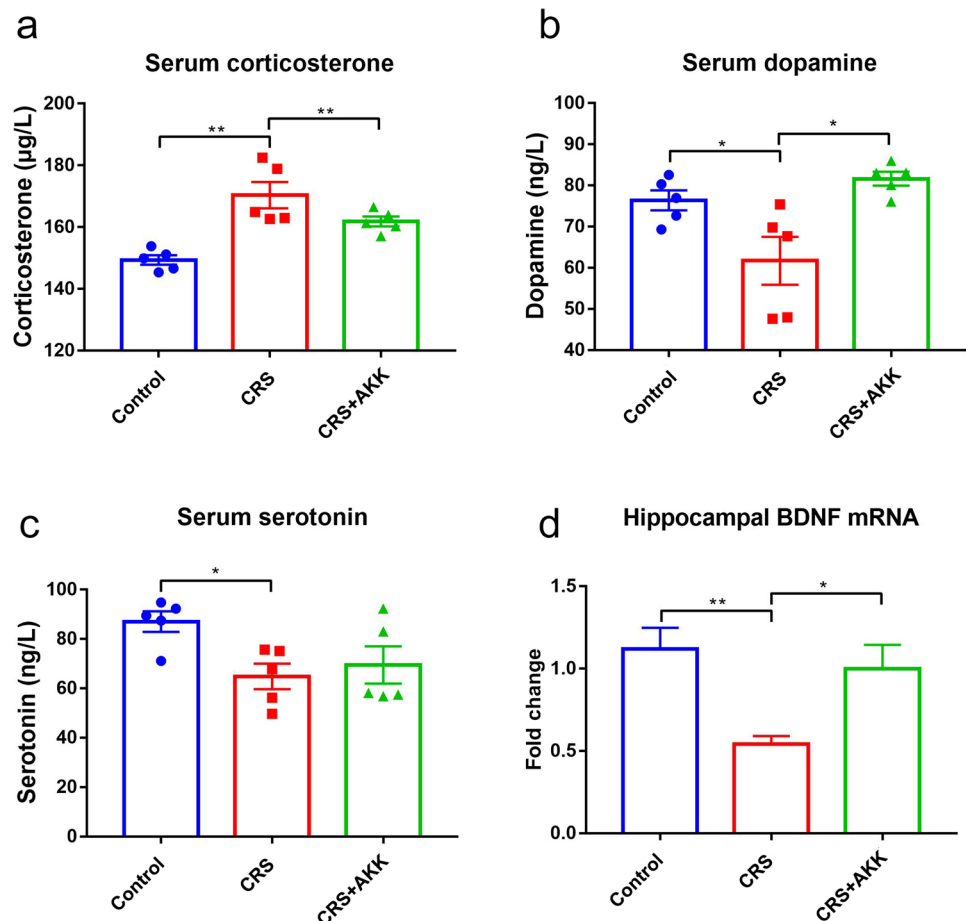 a
Serum corticosterone
Corticosterone (µg/L)
200
180
160
140
120
**
**
Control
CRS
CRS+AKK
b
Serum dopamine
Dopamine (ng/L)
100
90
80
70
60
50
40
*
*
Control
CRS
CRS+AKK
c
Serum serotonin
Serotonin (ng/L)
100
80
60
40
20
0
*
Control
CRS
CRS+AKK
d
Hippocampal BDNF mRNA
Fold change
1.5
1.0
0.5
0.0
**
*
Control
CRS
CRS+AKK